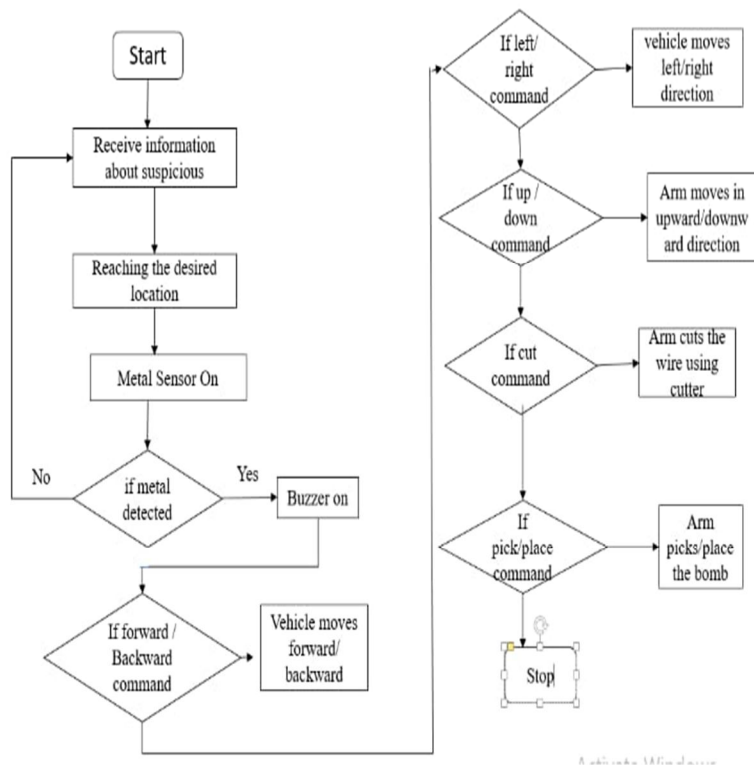 Start
Receive information
about suspicious
Reaching the desired
location
Metal Sensor On
No
if metal
detected
Yes
Buzzer on
If forward /
Backward
command
Vehicle moves
forward/
backward
If left/
right
command
vehicle moves
left/right
direction
If up /
down
command
Arm moves in
upward/downw
ard direction
If cut
command
Arm cuts the
wire using
cutter
If
pick/place
command
Arm
picks/place
the bomb
Stop
Activate Windows